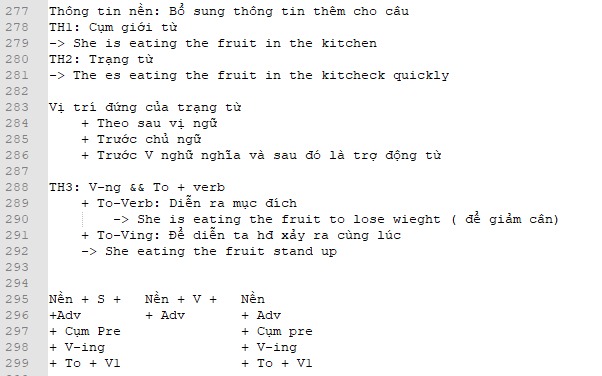 277 Thông tin nền: Bổ sung thông tin thêm cho câu
278 TH1: Cụm giới từ
279 -> She is eating the fruit in the kitchen
280 TH2: Trạng từ
281 -> The es eating the fruit in the kitcheck quickly
282
283 Vị trí đứng của trạng từ
284 + Theo sau vị ngữ
285 + Trước chủ ngữ
286 + Trước V nghữ nghĩa và sau đó là trợ động từ
287
288 TH3: V-ng && To + verb
289 + To-Verb: Diễn ra mục đích
290 -> She is eating the fruit to lose wieght ( để giảm cân)
291 + To-Ving: Để diễn ta hđ xảy ra cùng lúc
292 -> She eating the fruit stand up
293
294
295 Nền + S + Nền + V + Nền
296 +Adv + Adv + Adv
297 + Cụm Pre + Cụm pre
298 + V-ing + V-ing
299 + To + V1 + To + V1